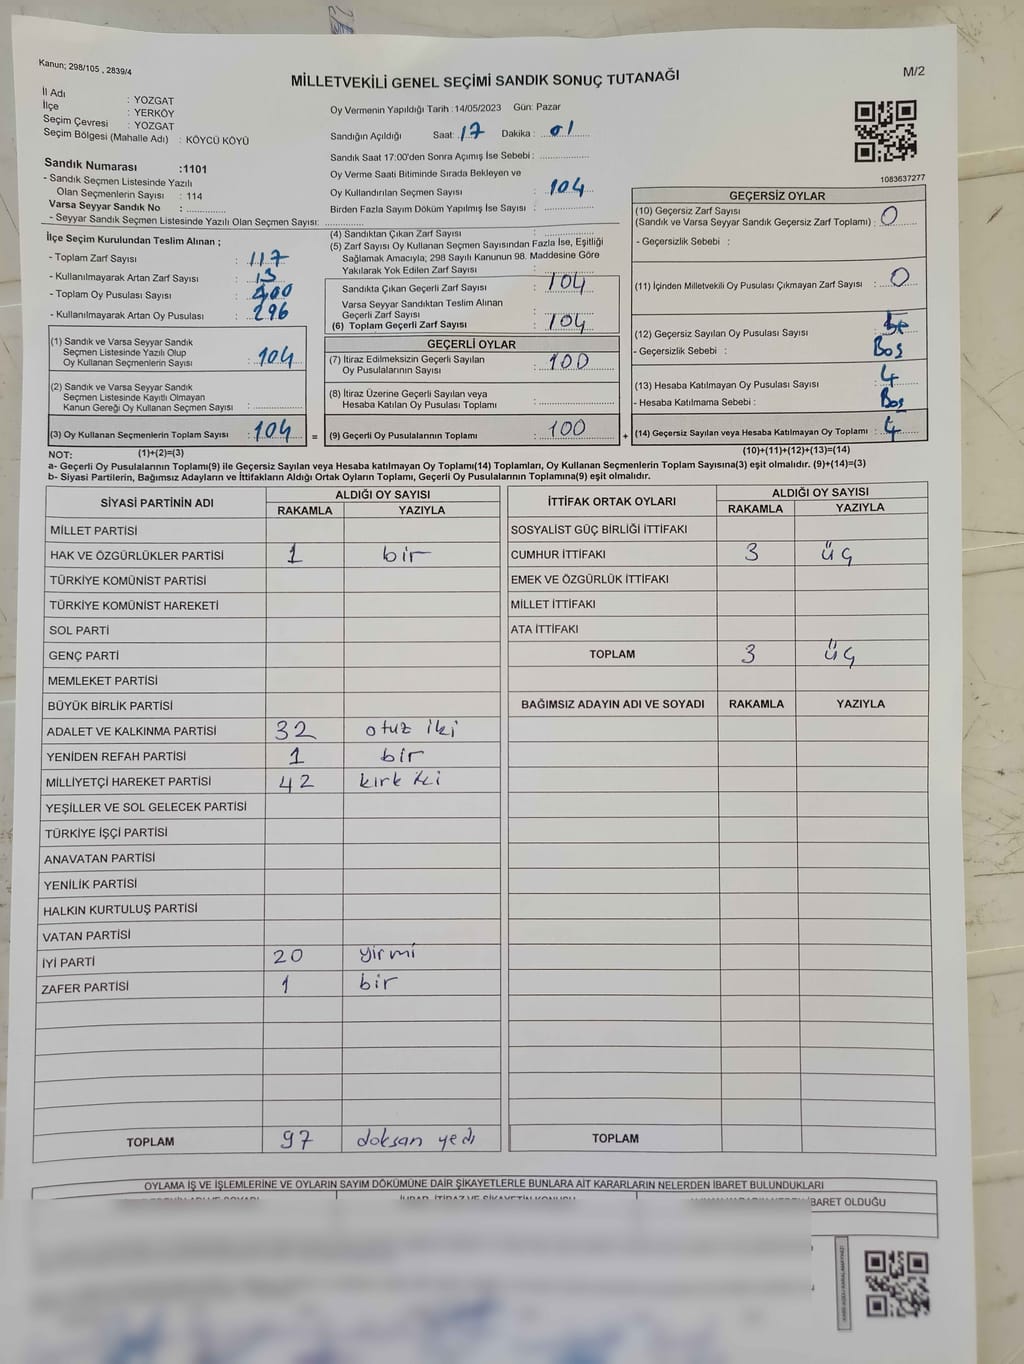 Kanun; 298/105 , 2839/4
MİLLETVEKİLİ GENEL SEÇİMİ SANDIK SONUÇ TUTANAĞI
M/2
İl Adı : YOZGAT
İlçe : YERKÖY
Seçim Çevresi : YOZGAT
Seçim Bölgesi (Mahalle Adı) : KÖYCÜ KÖYÜ
Oy Vermenin Yapıldığı Tarih :14/05/2023 Gün: Pazar
Sandığın Açıldığı Saat: 17 Dakika : 01
Sandık Saat 17:00'den Sonra Açımış İse Sebebi :
Oy Verme Saati Bitiminde Sırada Bekleyen ve
Oy Kullandırılan Seçmen Sayısı : 104
Birden Fazla Sayım Döküm Yapılmış İse Sayısı :
1083637277
Sandık Numarası :1101
- Sandık Seçmen Listesinde Yazılı
Olan Seçmenlerin Sayısı : 114
Varsa Seyyar Sandık No :
- Seyyar Sandık Seçmen Listesinde Yazılı Olan Seçmen Sayısı:
İlçe Seçim Kurulundan Teslim Alınan ;
- Toplam Zarf Sayısı : 117
- Kullanılmayarak Artan Zarf Sayısı : 13
- Toplam Oy Pusulası Sayısı : 400
- Kullanılmayarak Artan Oy Pusulası : 296
(1) Sandık ve Varsa Seyyar Sandık
Seçmen Listesinde Yazılı Olup
Oy Kullanan Seçmenlerin Sayısı : 104
(2) Sandık ve Varsa Seyyar Sandık
Seçmen Listesinde Kayıtlı Olmayan
Kanun Gereği Oy Kullanan Seçmen Sayısı :
(3) Oy Kullanan Seçmenlerin Toplam Sayısı : 104 =
(4) Sandıktan Çıkan Zarf Sayısı :
(5) Zarf Sayısı Oy Kullanan Seçmen Sayısından Fazla İse, Eşitliği
Sağlamak Amacıyla; 298 Sayılı Kanunun 98. Maddesine Göre
Yakılarak Yok Edilen Zarf Sayısı :
Sandıkta Çıkan Geçerli Zarf Sayısı : 104
Varsa Seyyar Sandıktan Teslim Alınan
Geçerli Zarf Sayısı :
(6) Toplam Geçerli Zarf Sayısı : 104
GEÇERLİ OYLAR
(7) İtiraz Edilmeksizin Geçerli Sayılan
Oy Pusulalarının Sayısı : 100
(8) İtiraz Üzerine Geçerli Sayılan veya
Hesaba Katılan Oy Pusulası Toplamı :
(9) Geçerli Oy Pusulalarının Toplamı : 100 +
GEÇERSİZ OYLAR
(10) Geçersiz Zarf Sayısı
(Sandık ve Varsa Seyyar Sandık Geçersiz Zarf Toplamı) : 0
- Geçersizlik Sebebi :
(11) İçinden Milletvekili Oy Pusulası Çıkmayan Zarf Sayısı : 0
(12) Geçersiz Sayılan Oy Pusulası Sayısı :
- Geçersizlik Sebebi : Boş
(13) Hesaba Katılmayan Oy Pusulası Sayısı : 4
- Hesaba Katılmama Sebebi : Boş
(14) Geçersiz Sayılan veya Hesaba Katılmayan Oy Toplamı : 4
NOT: (1)+(2)=(3) (10)+(11)+(12)+(13)=(14)
a- Geçerli Oy Pusulalarının Toplamı(9) ile Geçersiz Sayılan veya Hesaba katılmayan Oy Toplamı(14) Toplamları, Oy Kullanan Seçmenlerin Toplam Sayısına(3) eşit olmalıdır. (9)+(14)=(3)
b- Siyasi Partilerin, Bağımsız Adayların ve İttifakların Aldığı Ortak Oyların Toplamı, Geçerli Oy Pusulalarının Toplamına(9) eşit olmalıdır.
SİYASİ PARTİNİN ADI ALDIĞI OY SAYISI
RAKAMLA YAZIYLA
MİLLET PARTİSİ
HAK VE ÖZGÜRLÜKLER PARTİSİ 1 bir
TÜRKİYE KOMÜNİST PARTİSİ
TÜRKİYE KOMÜNİST HAREKETİ
SOL PARTİ
GENÇ PARTİ
MEMLEKET PARTİSİ
BÜYÜK BİRLİK PARTİSİ
ADALET VE KALKINMA PARTİSİ 32 otuz iki
YENİDEN REFAH PARTİSİ 1 bir
MİLLİYETÇİ HAREKET PARTİSİ 42 kırk iki
YEŞİLLER VE SOL GELECEK PARTİSİ
TÜRKİYE İŞÇİ PARTİSİ
ANAVATAN PARTİSİ
YENİLİK PARTİSİ
HALKIN KURTULUŞ PARTİSİ
VATAN PARTİSİ
İYİ PARTİ 20 yirmi
ZAFER PARTİSİ 1 bir
TOPLAM 97 doksan yedi
İTTİFAK ORTAK OYLARI ALDIĞI OY SAYISI
RAKAMLA YAZIYLA
SOSYALİST GÜÇ BİRLİĞİ İTTİFAKI
CUMHUR İTTİFAKI 3 üç
EMEK VE ÖZGÜRLÜK İTTİFAKI
MİLLET İTTİFAKI
ATA İTTİFAKI
TOPLAM 3 üç
BAĞIMSIZ ADAYIN ADI VE SOYADI RAKAMLA YAZIYLA
TOPLAM
OYLAMA İŞ VE İŞLEMLERİNE VE OYLARIN SAYIM DÖKÜMÜNE DAİR ŞİKAYETLERLE BUNLARA AİT KARARLARIN NELERDEN İBARET BULUNDUKLARI
İBARET OLDUĞU